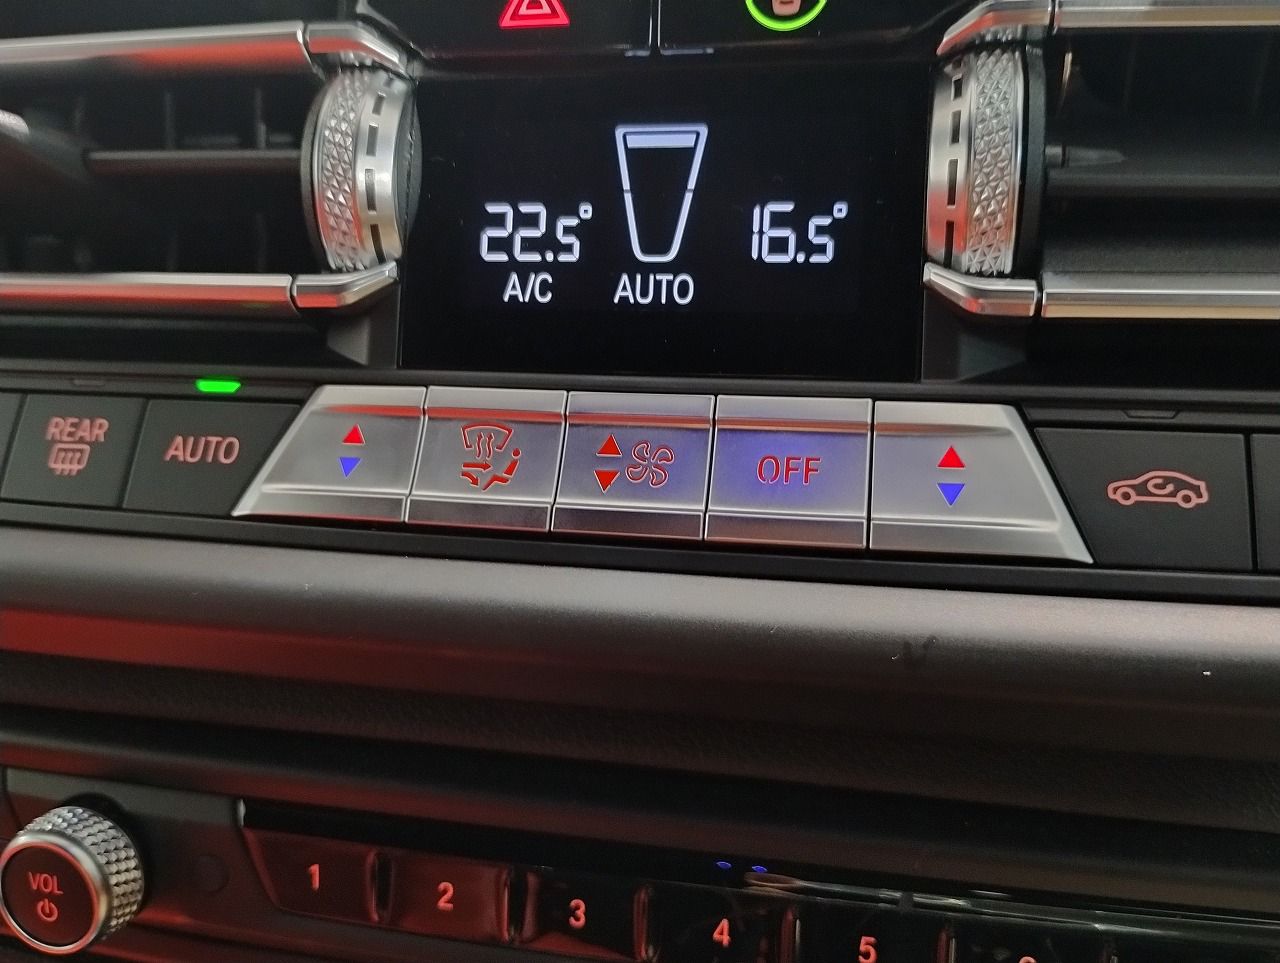 22.5° 16.5°
A/C AUTO
REAR
AUTO
OFF
VOL
1 2 3 4 5